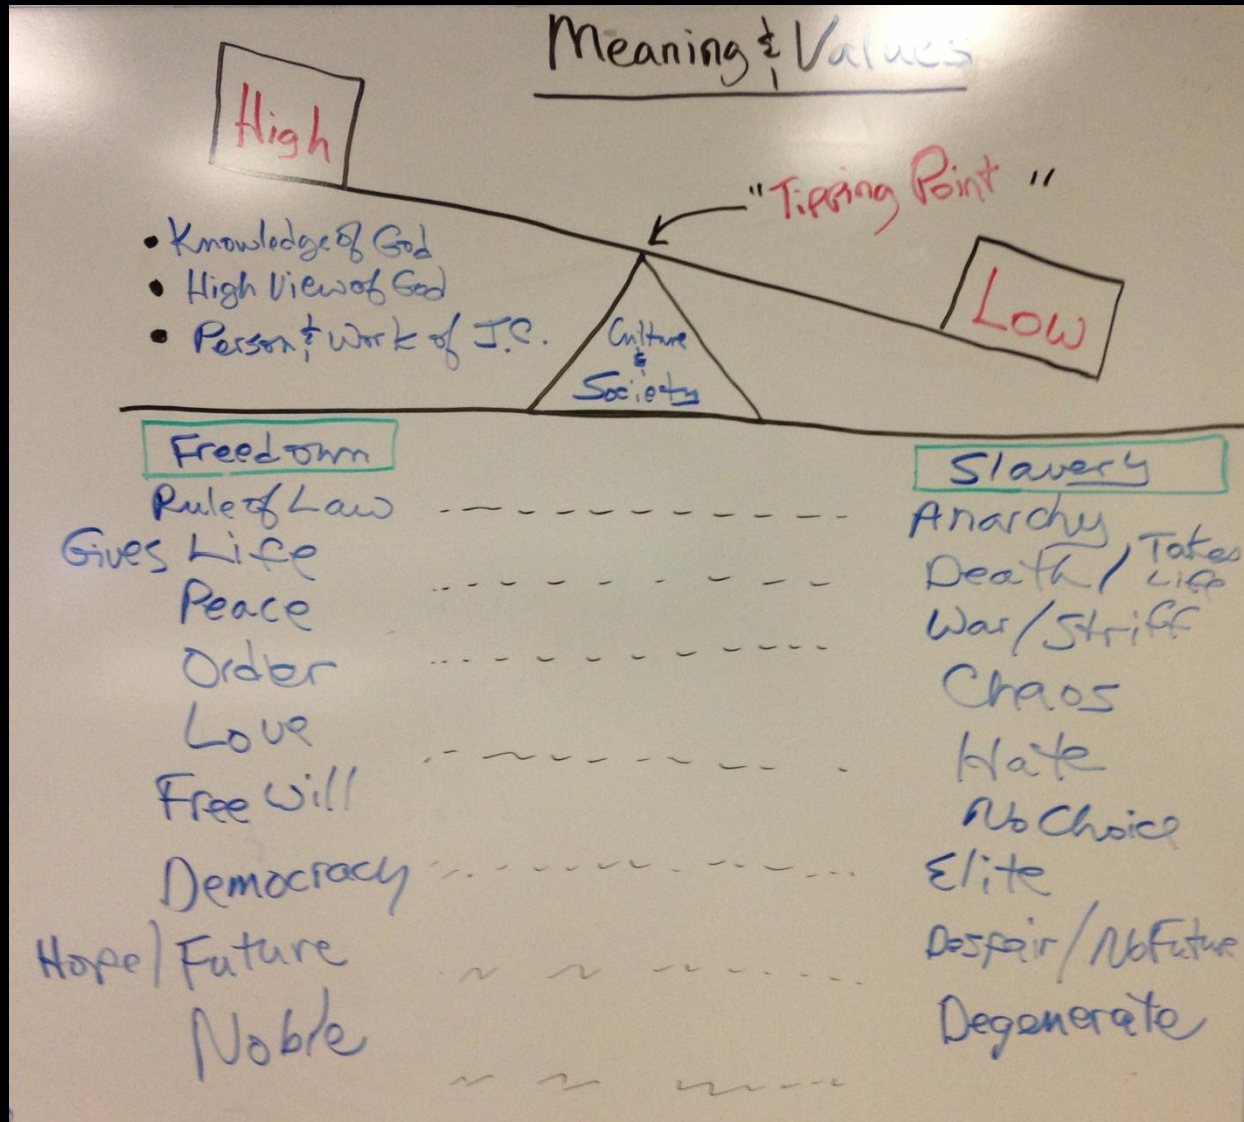 Meaning & Values
High
"Tipping Point"
• Knowledge of God
• High View of God
• Person & Work of J.C.
Low
Culture
&
Society
Freedom
Slavery
Rule of Law
Anarchy
Gives Life
Death / Takes Life
Peace
War / Striff
Order
Chaos
Love
Hate
Free Will
No Choice
Democracy
Elite
Hope / Future
Despair / No Future
Noble
Degenerate